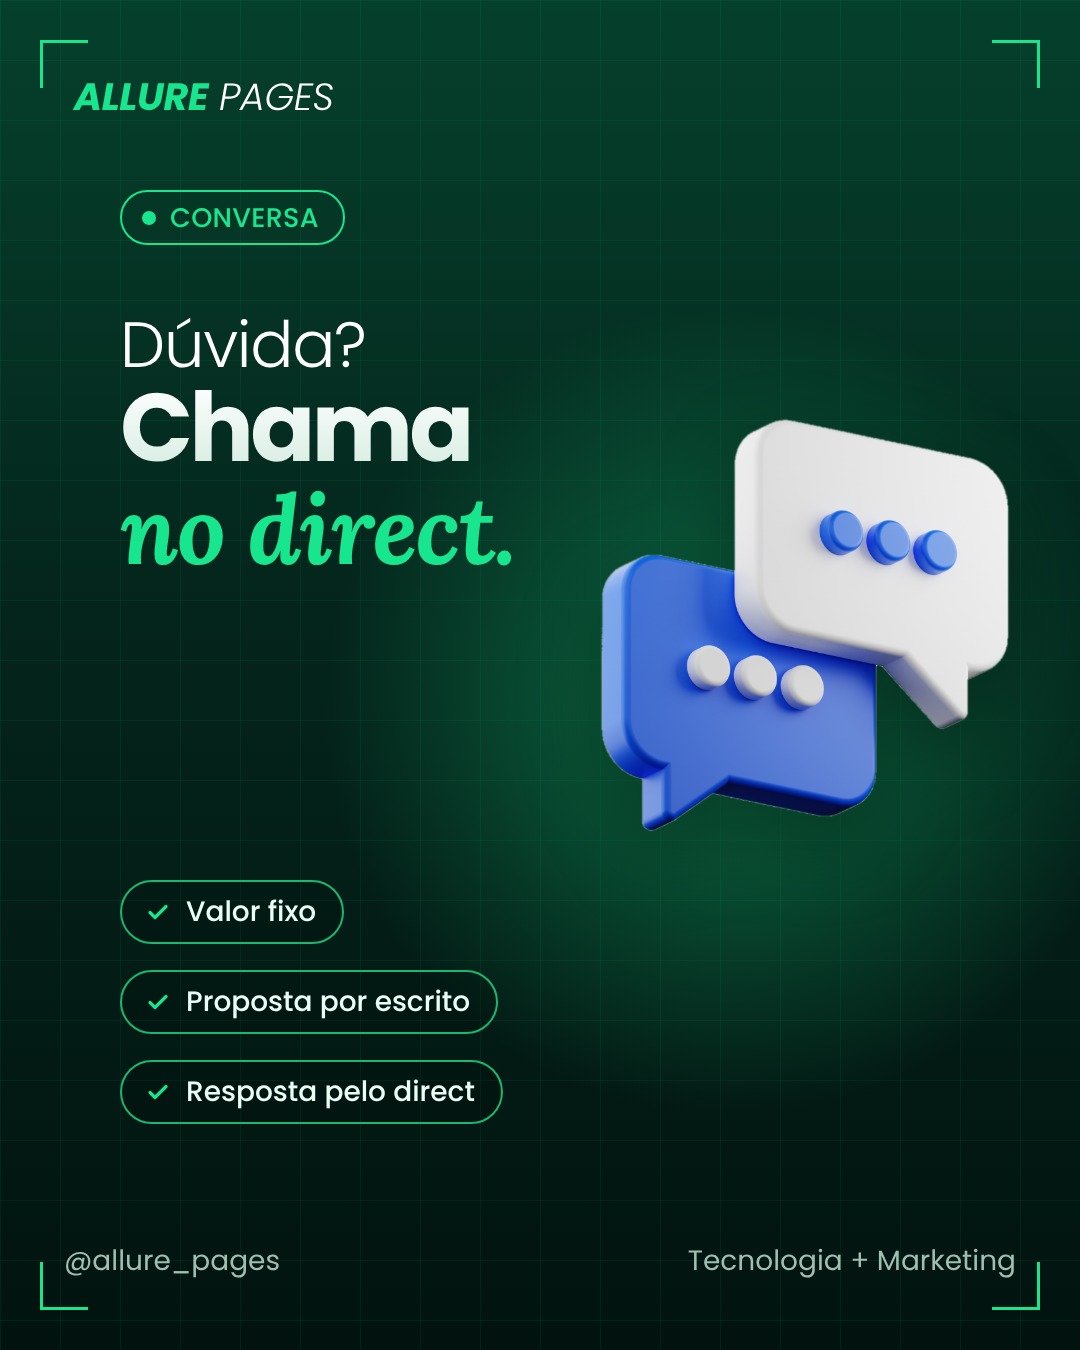 ALLURE PAGES
CONVERSA
Dúvida?
Chama
no direct.
Valor fixo
Proposta por escrito
Resposta pelo direct
@allure_pages
Tecnologia + Marketing